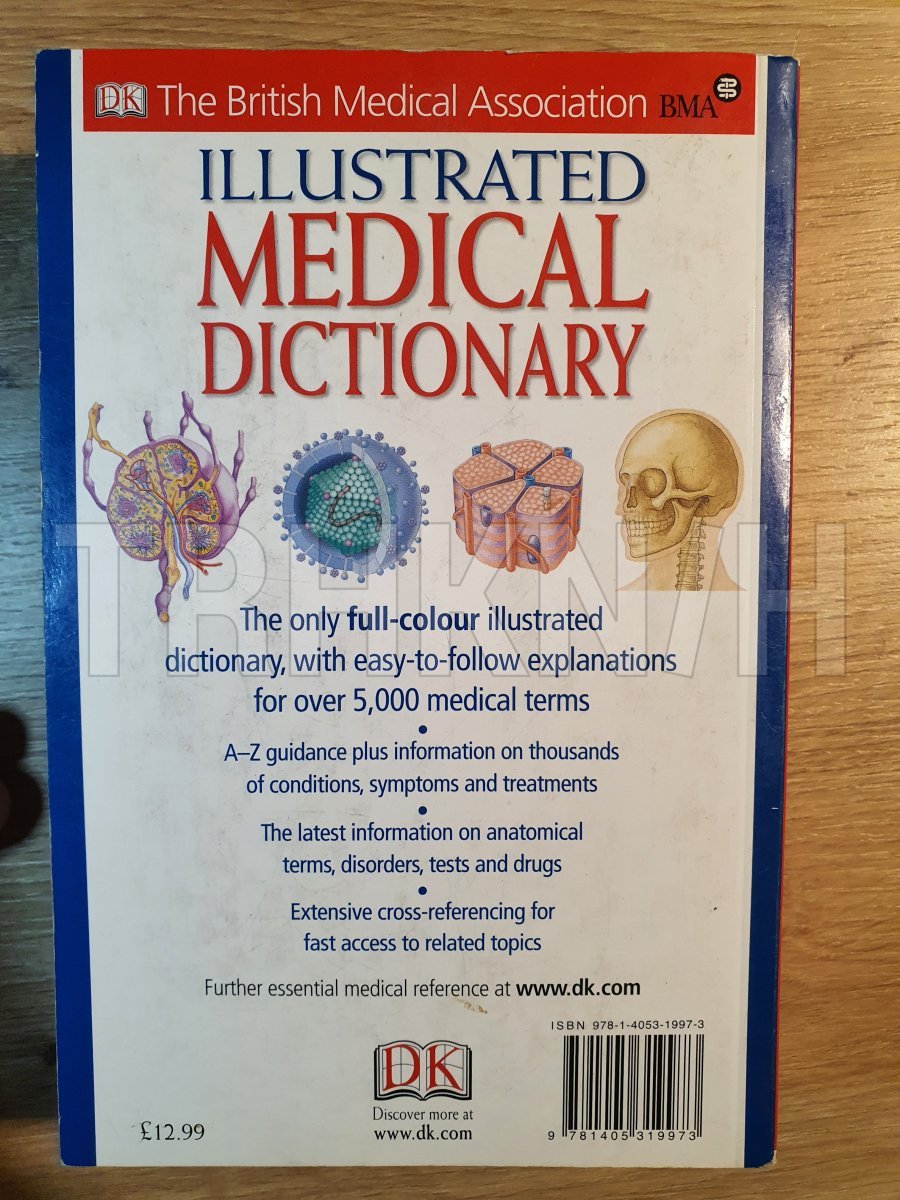 DK The British Medical Association BMA
ILLUSTRATED
MEDICAL
DICTIONARY
The only full-colour illustrated
dictionary, with easy-to-follow explanations
for over 5,000 medical terms
•
A–Z guidance plus information on thousands
of conditions, symptoms and treatments
•
The latest information on anatomical
terms, disorders, tests and drugs
•
Extensive cross-referencing for
fast access to related topics
Further essential medical reference at www.dk.com
ISBN 978-1-4053-1997-3
DK
Discover more at
www.dk.com
£12.99
9 781405 319973